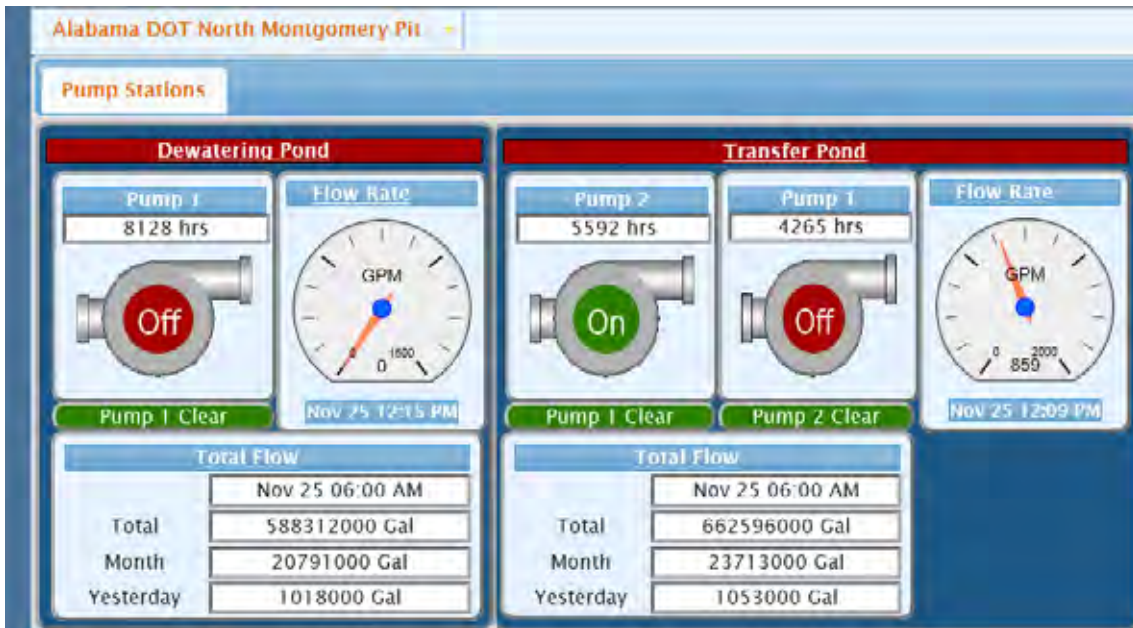 Alabama DOT North Montgomery Pit
Pump Stations
Dewatering Pond
Pump 1
8128 hrs
Off
Pump 1 Clear
Flow Rate
GPM
0
1500
0
Nov 25 12:15 PM
Total Flow
Nov 25 06:00 AM
Total 588312000 Gal
Month 20791000 Gal
Yesterday 1018000 Gal
Transfer Pond
Pump 2
5592 hrs
On
Pump 1 Clear
Pump 1
4265 hrs
Off
Pump 2 Clear
Flow Rate
GPM
0
2000
859
Nov 25 12:09 PM
Total Flow
Nov 25 06:00 AM
Total 662596000 Gal
Month 23713000 Gal
Yesterday 1053000 Gal